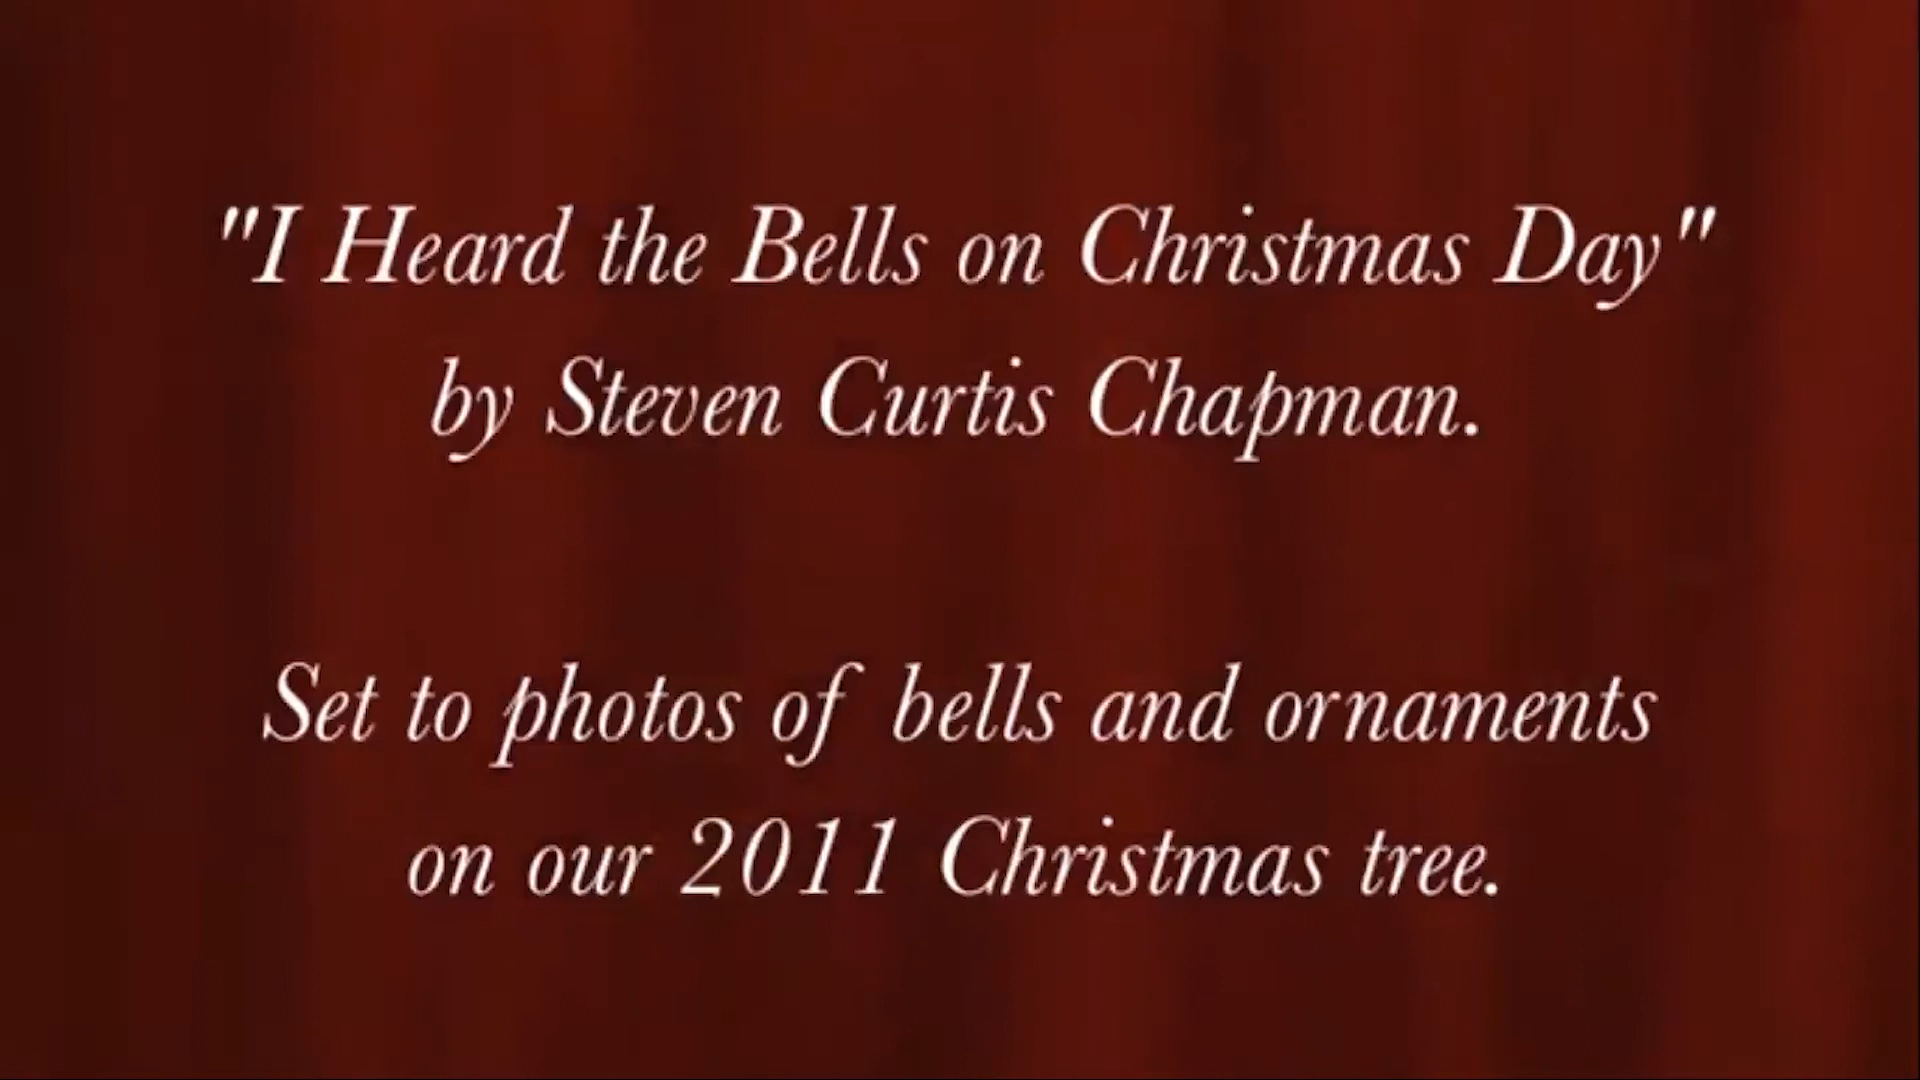 "I Heard the Bells on Christmas Day"
by Steven Curtis Chapman.
Set to photos of bells and ornaments
on our 2011 Christmas tree.